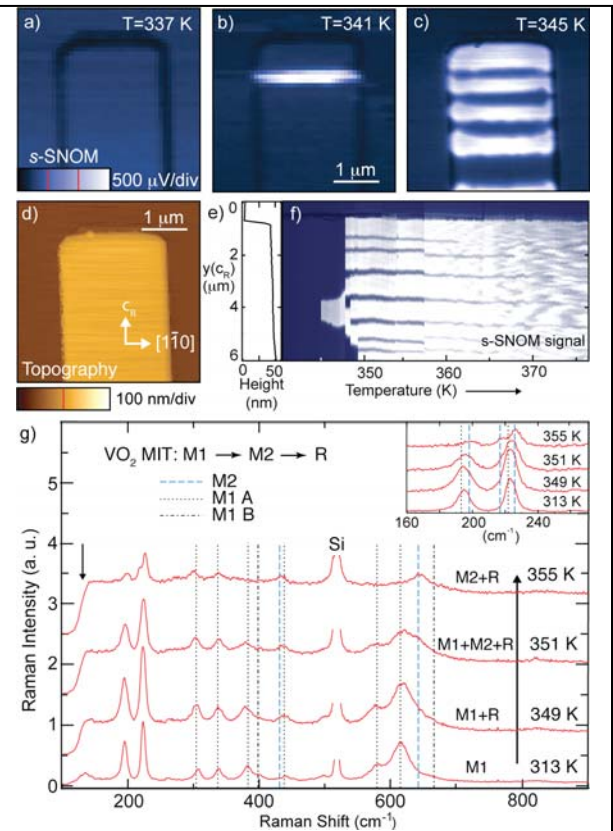 a) T=337 K
b) T=341 K
c) T=345 K
s-SNOM
500 μV/div
1 μm
d) 1 μm
c_R
[11̄0]
Topography
100 nm/div
e)
0
2
y(c_R)
(μm)
4
6
0 50
Height
(nm)
f)
s-SNOM signal
350 360 370
Temperature (K)
g)
VO₂ MIT: M1 → M2 → R
M2
M1 A
M1 B
355 K
351 K
349 K
313 K
160 200 240
(cm⁻¹)
Si
M2+R 355 K
M1+M2+R 351 K
M1+R 349 K
M1 313 K
5
4
3
2
1
0
Raman Intensity (a. u.)
200 400 600 800
Raman Shift (cm⁻¹)